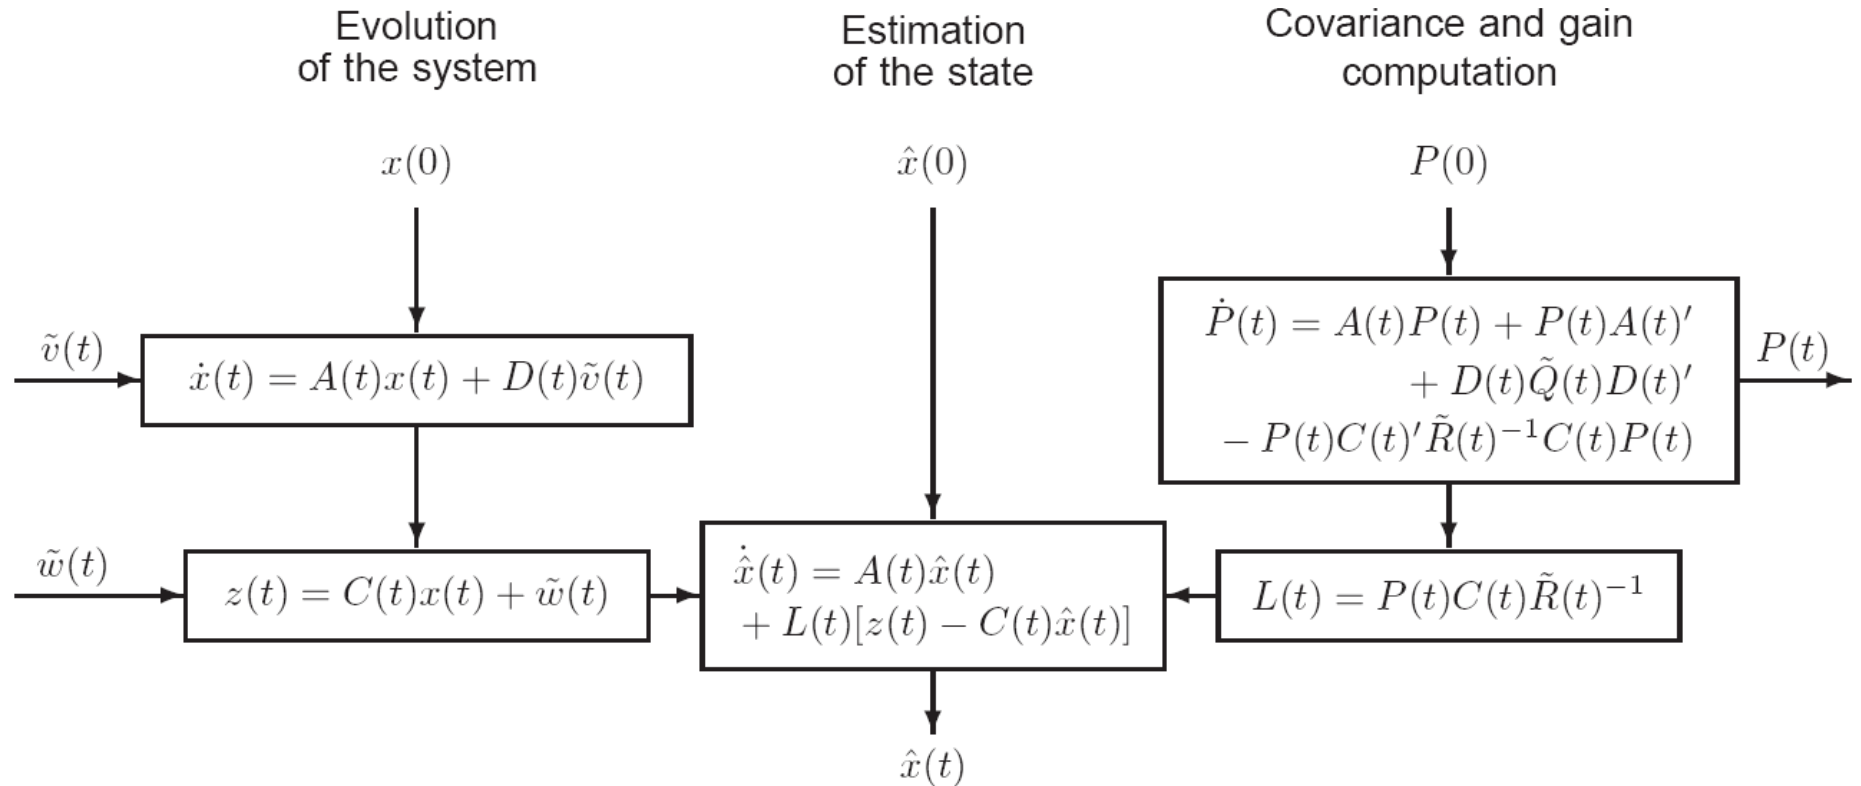 Evolution
of the system
Estimation
of the state
Covariance and gain
computation
x(0)
x̂(0)
P(0)
ṽ(t)
ẋ(t) = A(t)x(t) + D(t)ṽ(t)
Ṗ(t) = A(t)P(t) + P(t)A(t)′
+ D(t)Q̃(t)D(t)′
− P(t)C(t)′R̃(t)⁻¹C(t)P(t)
P(t)
w̃(t)
z(t) = C(t)x(t) + w̃(t)
x̂̇(t) = A(t)x̂(t)
+ L(t)[z(t) − C(t)x̂(t)]
L(t) = P(t)C(t)R̃(t)⁻¹
x̂(t)